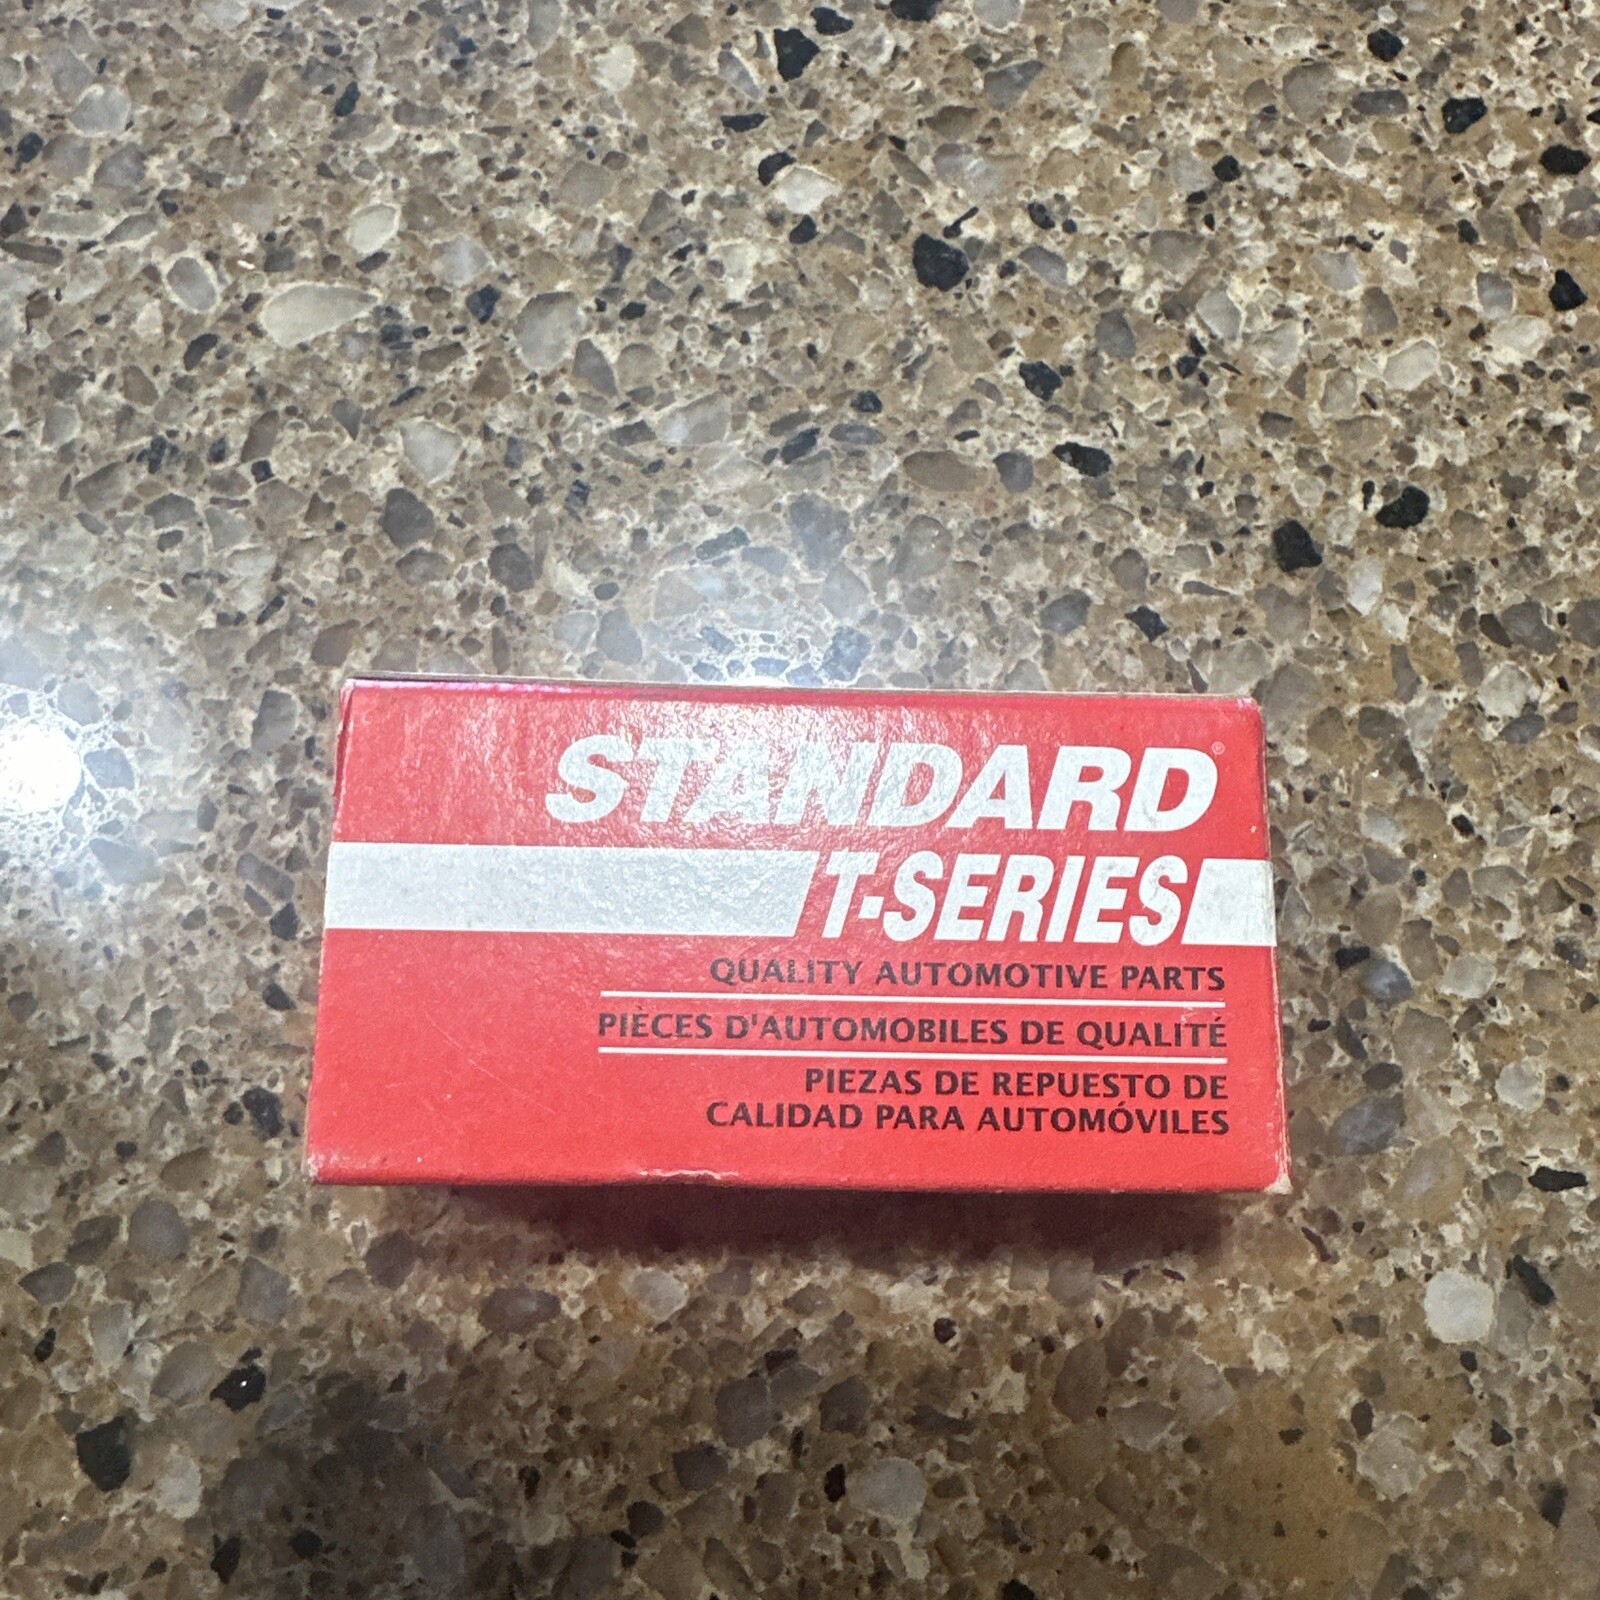 STANDARD®
T-SERIES
QUALITY AUTOMOTIVE PARTS
PIÈCES D'AUTOMOBILES DE QUALITÉ
PIEZAS DE REPUESTO DE
CALIDAD PARA AUTOMÓVILES